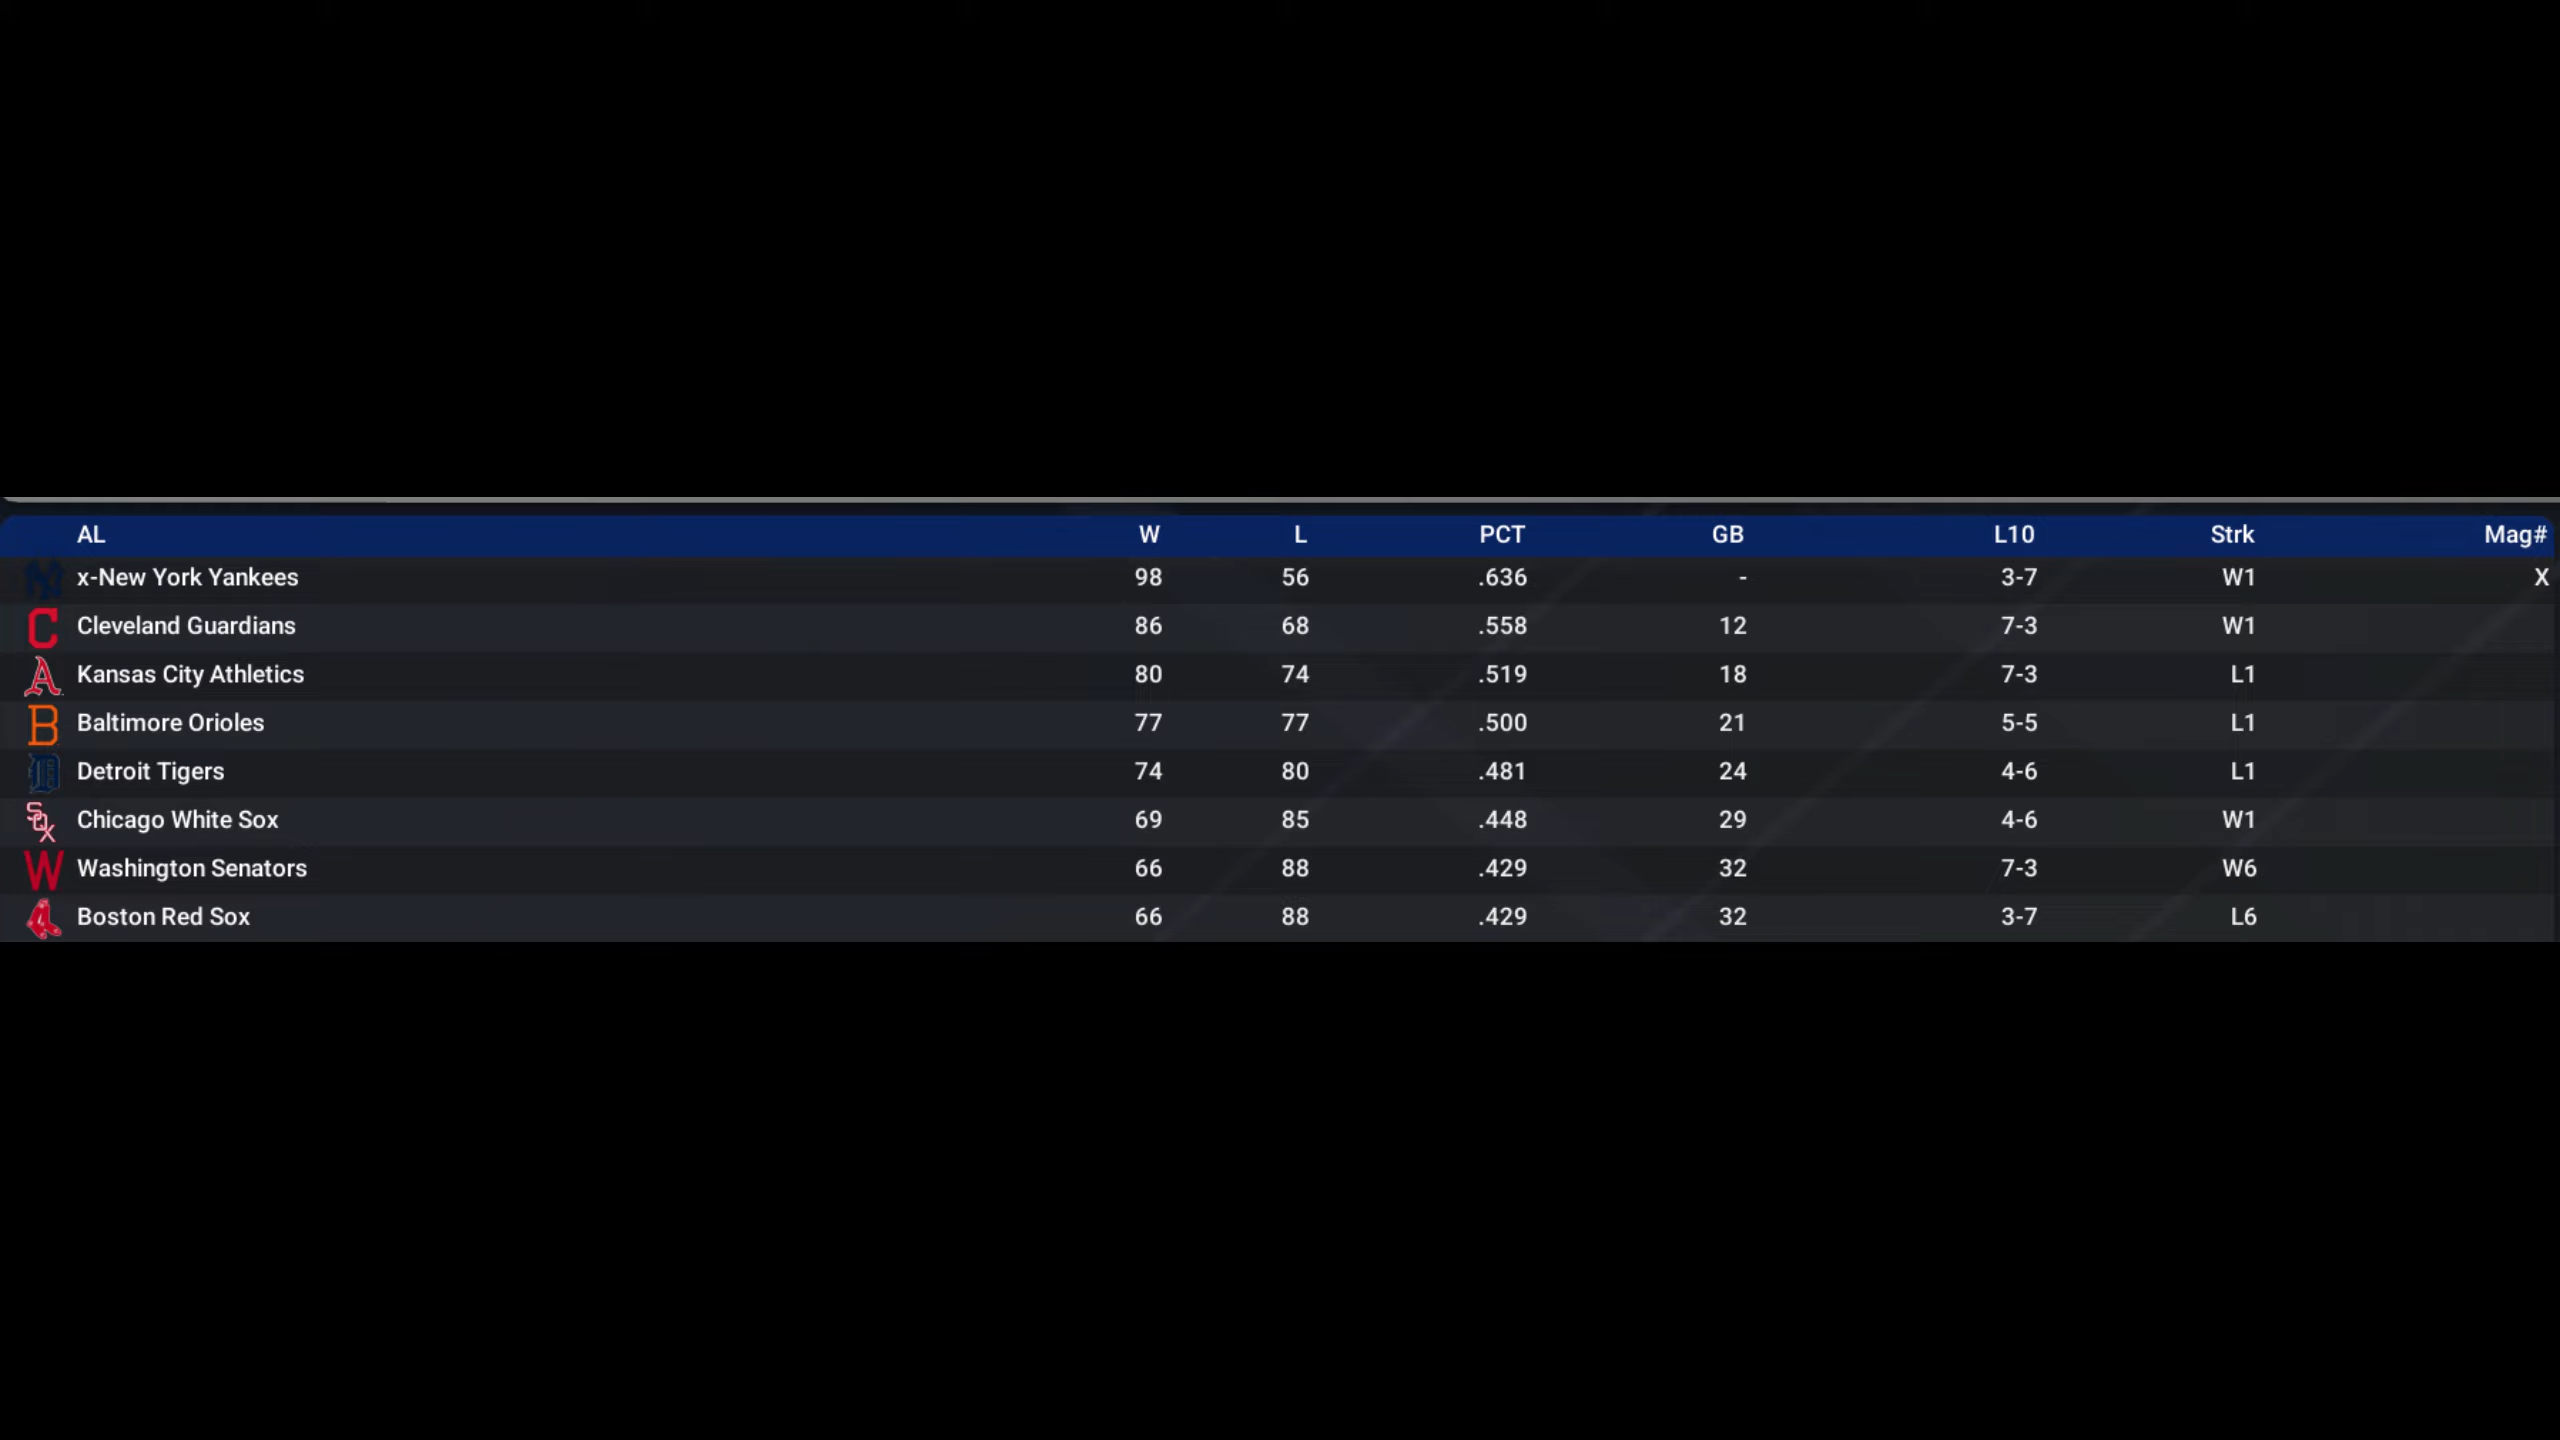 AL W L PCT GB L10 Strk Mag#
x-New York Yankees 98 56 .636 - 3-7 W1 X
Cleveland Guardians 86 68 .558 12 7-3 W1
Kansas City Athletics 80 74 .519 18 7-3 L1
Baltimore Orioles 77 77 .500 21 5-5 L1
Detroit Tigers 74 80 .481 24 4-6 L1
Chicago White Sox 69 85 .448 29 4-6 W1
Washington Senators 66 88 .429 32 7-3 W6
Boston Red Sox 66 88 .429 32 3-7 L6